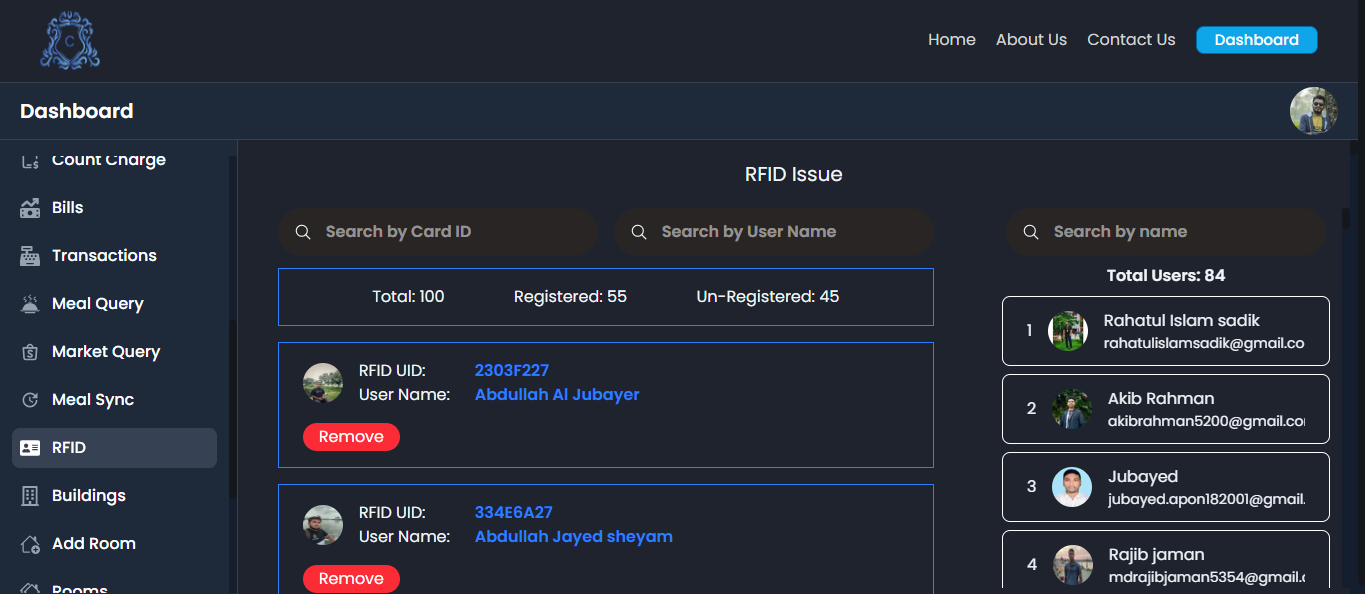 C
Home About Us Contact Us Dashboard
Dashboard
Count Charge
Bills
Transactions
Meal Query
Market Query
Meal Sync
RFID
Buildings
Add Room
Rooms
RFID Issue
Search by Card ID
Search by User Name
Total: 100 Registered: 55 Un-Registered: 45
RFID UID: 2303F227
User Name: Abdullah Al Jubayer
Remove
RFID UID: 334E6A27
User Name: Abdullah Jayed sheyam
Remove
Search by name
Total Users: 84
1 Rahatul Islam sadik
rahatulislamsadik@gmail.co
2 Akib Rahman
akibrahman5200@gmail.co
3 Jubayed
jubayed.apon182001@gmail.
4 Rajib jaman
mdrajibjaman5354@gmail.